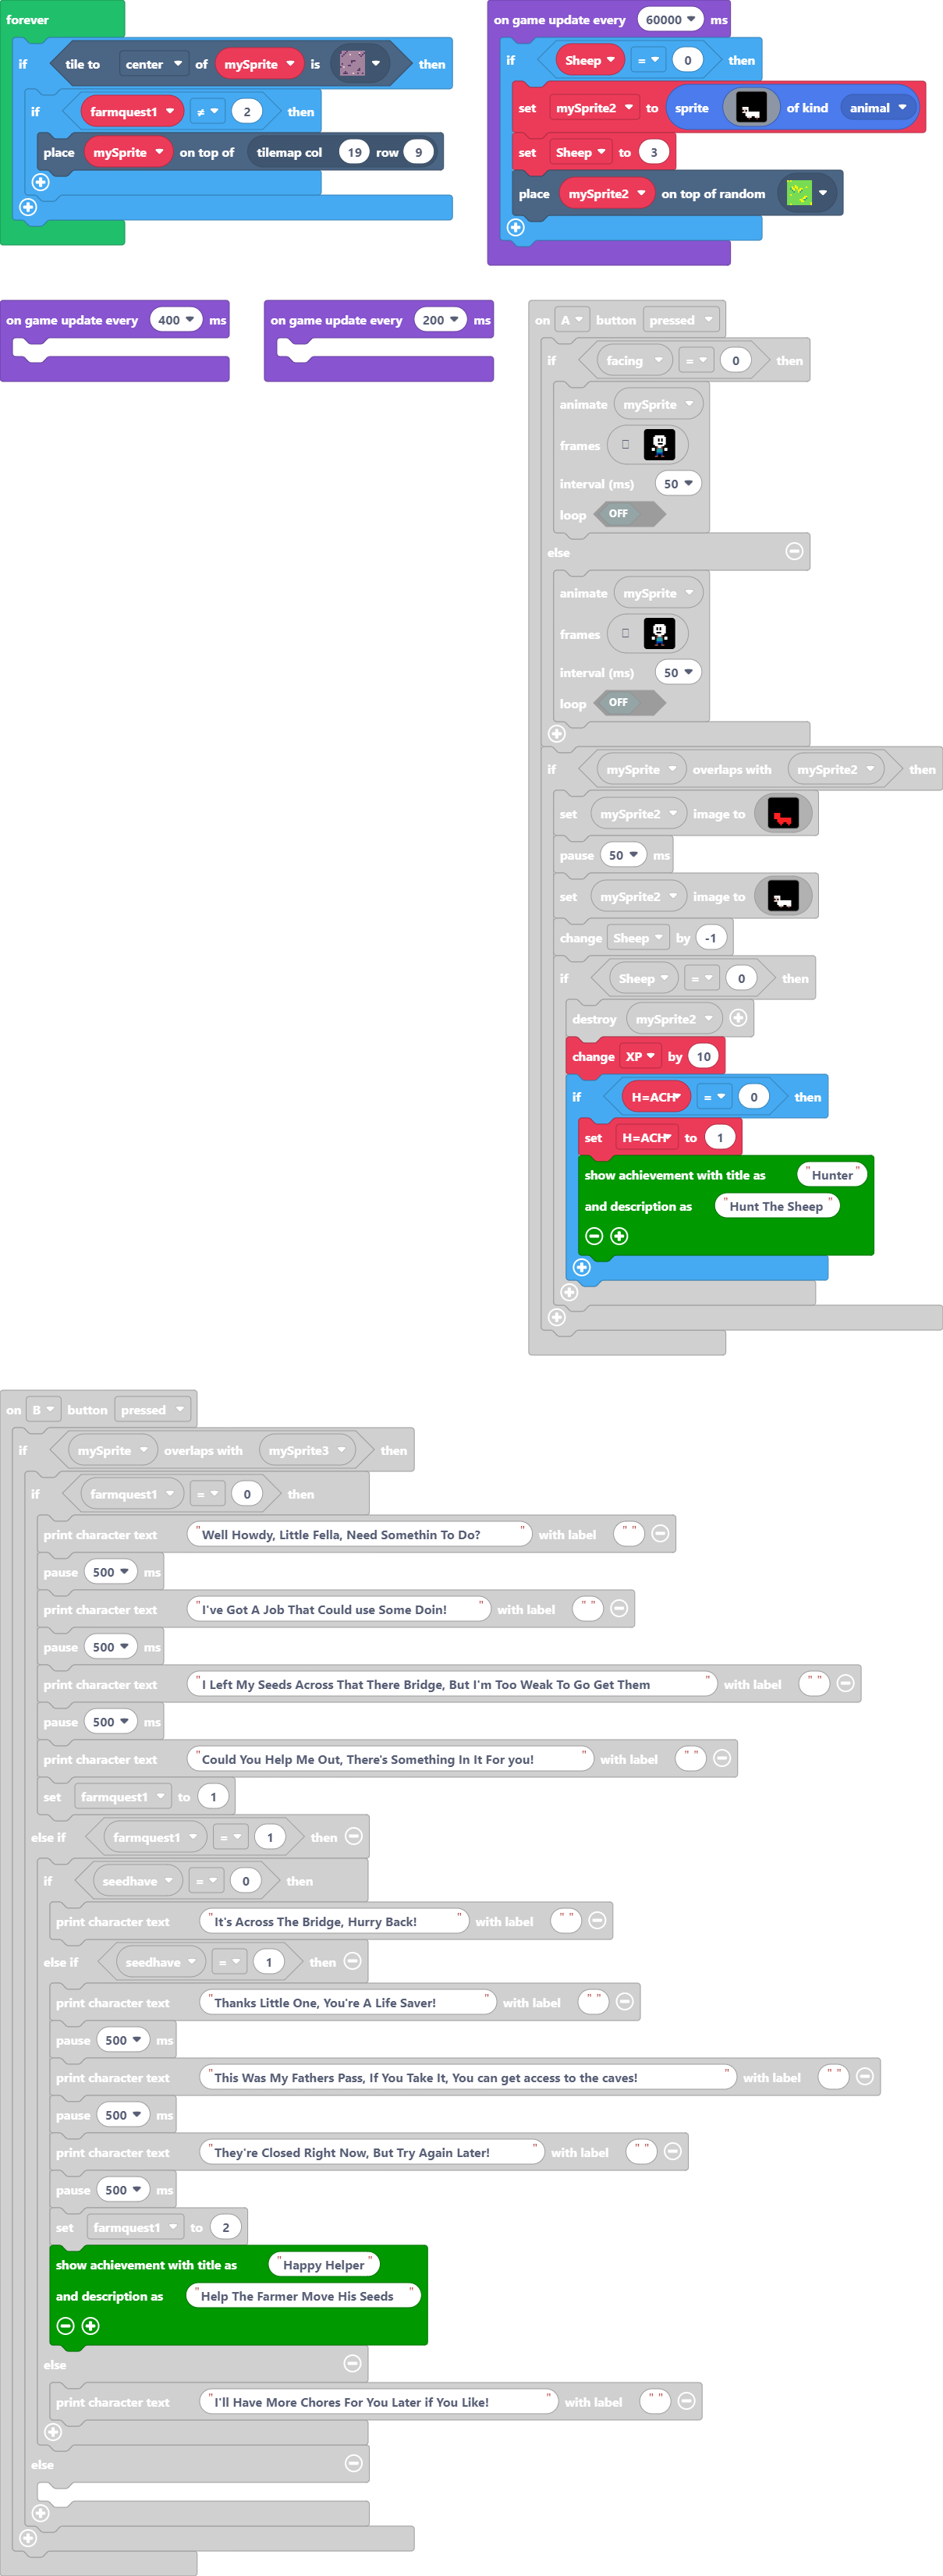 forever
if tile to center of mySprite is then
if farmquest1 ≠ 2 then
place mySprite on top of tilemap col 19 row 9
on game update every 60000 ms
if Sheep = 0 then
set mySprite2 to sprite of kind animal
set Sheep to 3
place mySprite2 on top of random
on game update every 400 ms
on game update every 200 ms
on A button pressed
if facing = 0 then
animate mySprite
frames
interval (ms) 50
loop OFF
else
animate mySprite
frames
interval (ms) 50
loop OFF
if mySprite overlaps with mySprite2 then
set mySprite2 image to
pause 50 ms
set mySprite2 image to
change Sheep by -1
if Sheep = 0 then
destroy mySprite2
change XP by 10
if H=ACH = 0 then
set H=ACH to 1
show achievement with title as "Hunter"
and description as "Hunt The Sheep"
on B button pressed
if mySprite overlaps with mySprite3 then
if farmquest1 = 0 then
print character text "Well Howdy, Little Fella, Need Somethin To Do?" with label ""
pause 500 ms
print character text "I've Got A Job That Could use Some Doin!" with label ""
pause 500 ms
print character text "I Left My Seeds Across That There Bridge, But I'm Too Weak To Go Get Them" with label ""
pause 500 ms
print character text "Could You Help Me Out, There's Something In It For you!" with label ""
set farmquest1 to 1
else if farmquest1 = 1 then
if seedhave = 0 then
print character text "It's Across The Bridge, Hurry Back!" with label ""
else if seedhave = 1 then
print character text "Thanks Little One, You're A Life Saver!" with label ""
pause 500 ms
print character text "This Was My Fathers Pass, If You Take It, You can get access to the caves!" with label ""
pause 500 ms
print character text "They're Closed Right Now, But Try Again Later!" with label ""
pause 500 ms
set farmquest1 to 2
show achievement with title as "Happy Helper"
and description as "Help The Farmer Move His Seeds"
else
print character text "I'll Have More Chores For You Later if You Like!" with label ""
else